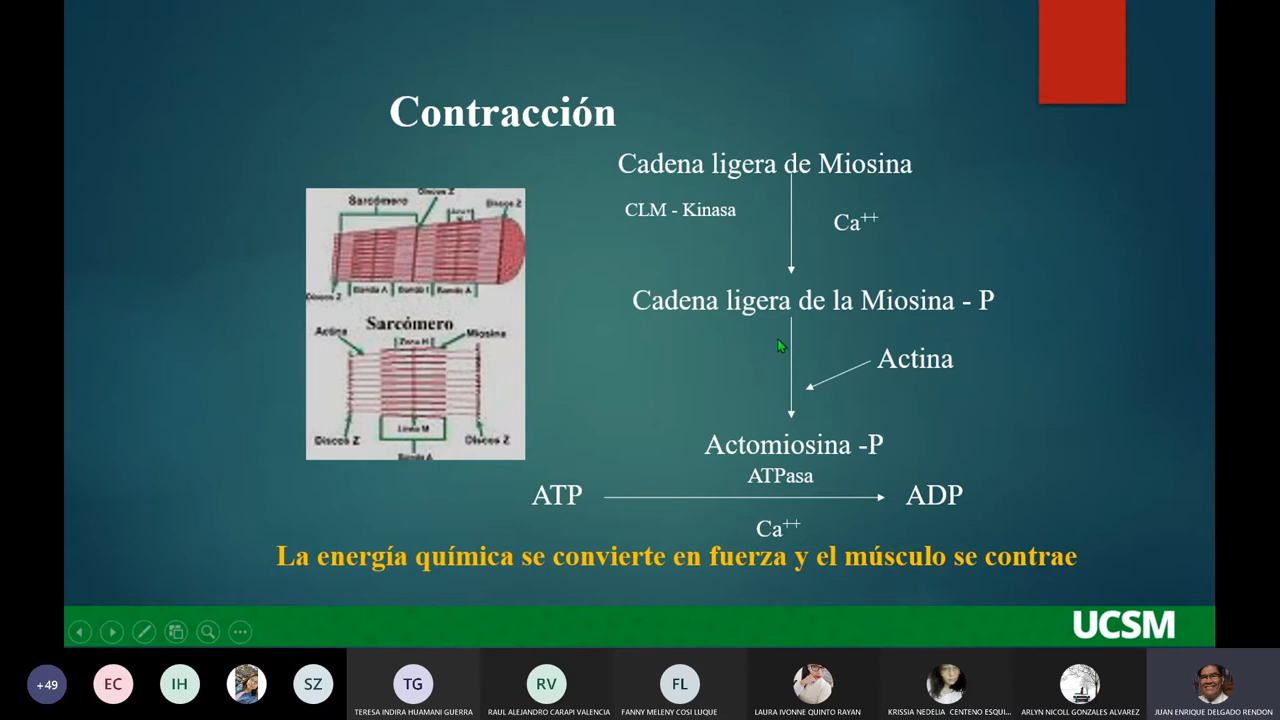 Contracción
Cadena ligera de Miosina
CLM - Kinasa
Ca++
Cadena ligera de la Miosina - P
Actina
Actomiosina -P
ATPasa
ATP
ADP
Ca++
La energía química se convierte en fuerza y el músculo se contrae
Sarcómero
Discos Z
Discos Z
Discos Z
Banda A
Banda I
Banda A
Sarcómero
Actina
Zona H
Miosina
Discos Z
Línea M
Discos Z
Banda A
UCSM
+49
EC
IH
SZ
TG
RV
FL
TERESA INDIRA HUAMANI GUERRA
RAUL ALEJANDRO CARAPI VALENCIA
FANNY MELENY COSI LUQUE
LAURA IVONNE QUINTO RAYAN
KRISSIA NEDELIA CENTENO ESQUI...
ARLYN NICOLL GONZALES ALVAREZ
JUAN ENRIQUE DELGADO RENDON